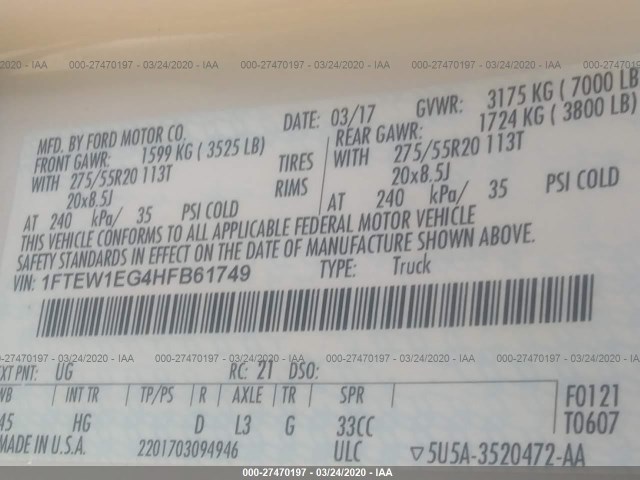 3/24/2020 - IAA 000-27470197 - 03/24/2020 - IAA 000-27470197 - 03/24/2020 - IAA 000-27
MFD. BY FORD MOTOR CO. DATE: 03/17 GVWR: 3175 KG ( 7000 LB
FRONT GAWR: 1599 KG ( 3525 LB) REAR GAWR: 1724 KG ( 3800 LB)
WITH 275/55R20 113T TIRES WITH 275/55R20 113T
20x8.5J RIMS 20x8.5J
AT 240 kPa/ 35 PSI COLD AT 240 kPa/ 35 PSI COLD
THIS VEHICLE CONFORMS TO ALL APPLICABLE FEDERAL MOTOR VEHICLE
SAFETY STANDARDS IN EFFECT ON THE DATE OF MANUFACTURE SHOWN ABOVE.
VIN: 1FTEW1EG4HFB61749 TYPE: Truck
00-27470197 - 03/24/2020 - IAA 000-27470197 - 03/24/2020 - IAA 000-27470197 - 03/24/2020 - IAA
EXT PNT: UG RC: 21 DSO:
WB INT TR TP/PS R AXLE TR SPR F0121
45 HG D L3 G 33CC T0607
MADE IN U.S.A. 2201703094946 ULC ▽5U5A-3520472-AA
000-27470197 - 03/24/2020 - IAA